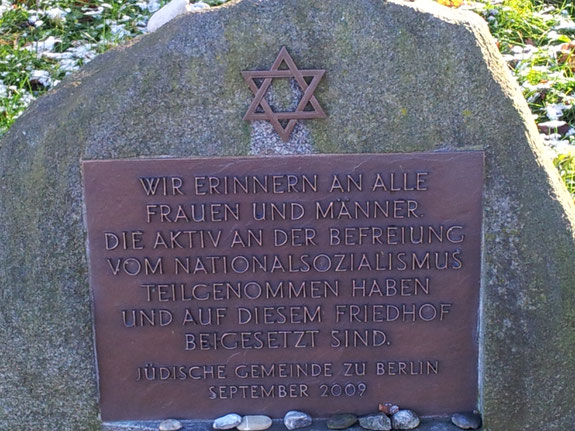 WIR ERINNERN AN ALLE
FRAUEN UND MÄNNER,
DIE AKTIV AN DER BEFREIUNG
VOM NATIONALSOZIALISMUS
TEILGENOMMEN HABEN
UND AUF DIESEM FRIEDHOF
BEIGESETZT SIND.
JÜDISCHE GEMEINDE ZU BERLIN
SEPTEMBER 2009